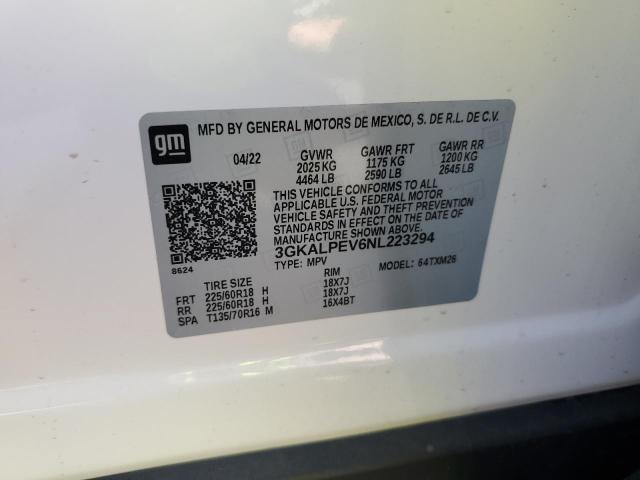 gm
MFD BY GENERAL MOTORS DE MEXICO, S. DE R.L. DE C.V.
04/22 GVWR GAWR FRT GAWR RR
2025 KG 1175 KG 1200 KG
4464 LB 2590 LB 2645 LB
THIS VEHICLE CONFORMS TO ALL
APPLICABLE U.S. FEDERAL MOTOR
VEHICLE SAFETY AND THEFT PREVENTION
STANDARDS IN EFFECT ON THE DATE OF
MANUFACTURE SHOWN ABOVE.
3GKALPEV6NL223294
8624 TYPE: MPV MODEL: 64TXM26
TIRE SIZE RIM
FRT 225/60R18 H 18X7J
RR 225/60R18 H 18X7J
SPA T135/70R16 M 16X4BT